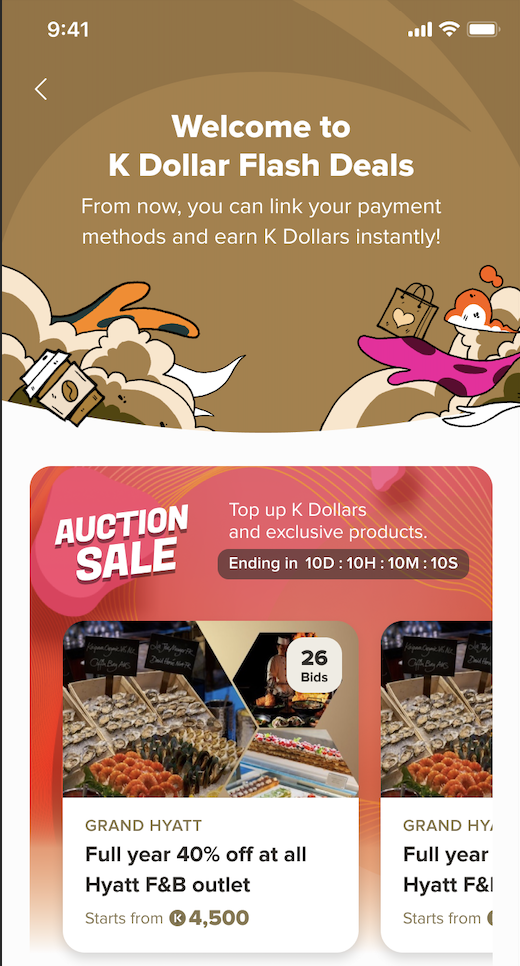 9:41
Welcome to
K Dollar Flash Deals
From now, you can link your payment
methods and earn K Dollars instantly!
AUCTION
SALE
Top up K Dollars
and exclusive products.
Ending in 10D : 10H : 10M : 10S
26
Bids
GRAND HYATT
Full year 40% off at all
Hyatt F&B outlet
Starts from K 4,500
GRAND HYA
Full year
Hyatt F&
Starts from